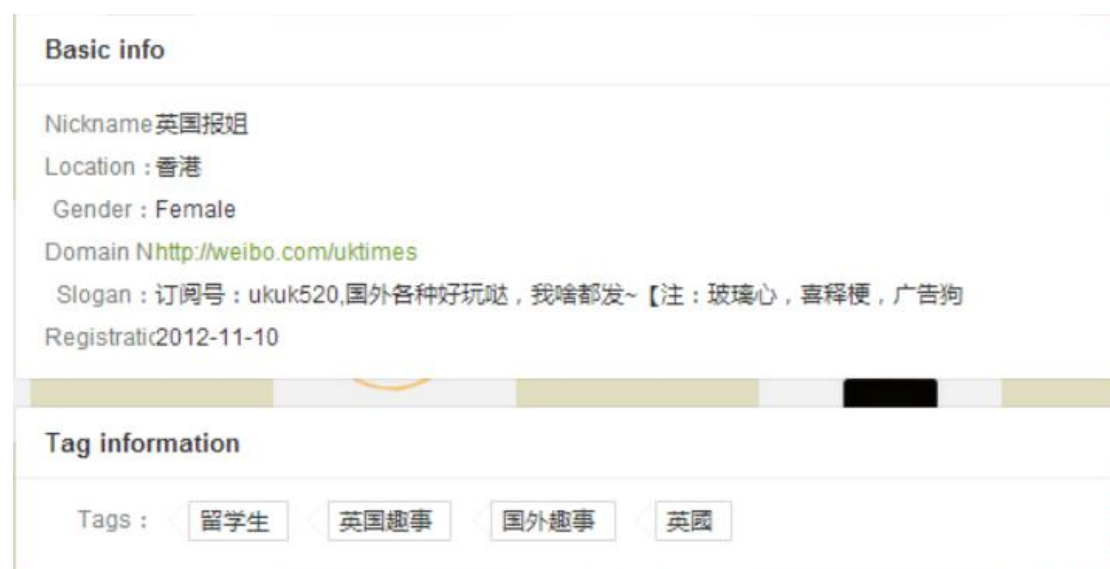 Basic info
Nickname英国报姐
Location：香港
Gender：Female
Domain Nhttp://weibo.com/uktimes
Slogan：订阅号：ukuk520,国外各种好玩哒，我啥都发~【注：玻璃心，喜释梗，广告狗
Registratic2012-11-10
Tag information
Tags： 留学生 英国趣事 国外趣事 英國